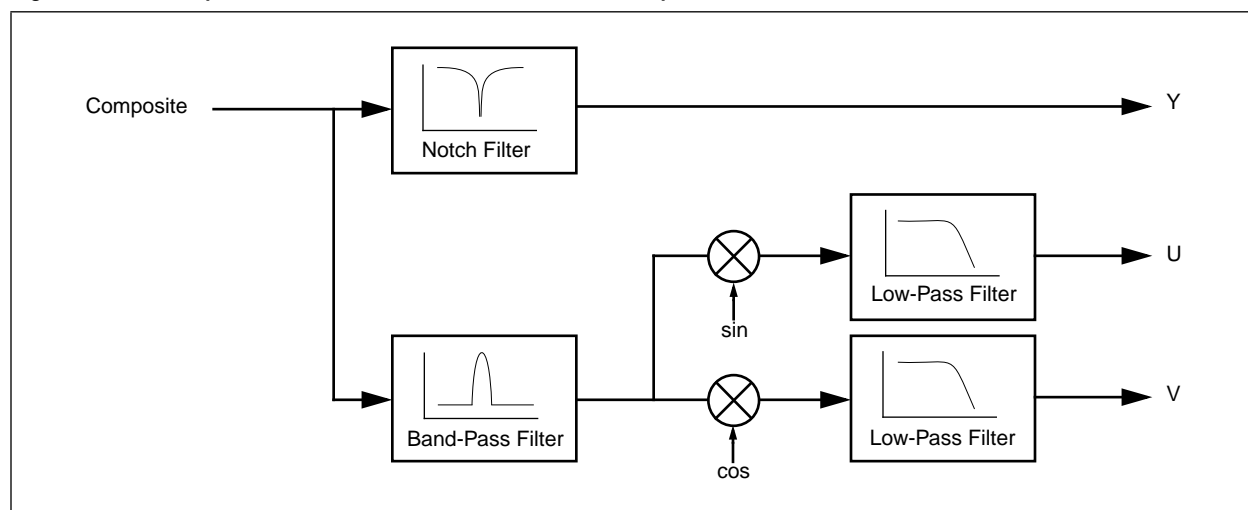 Composite
Notch Filter
Y
sin
Low-Pass Filter
U
Band-Pass Filter
cos
Low-Pass Filter
V